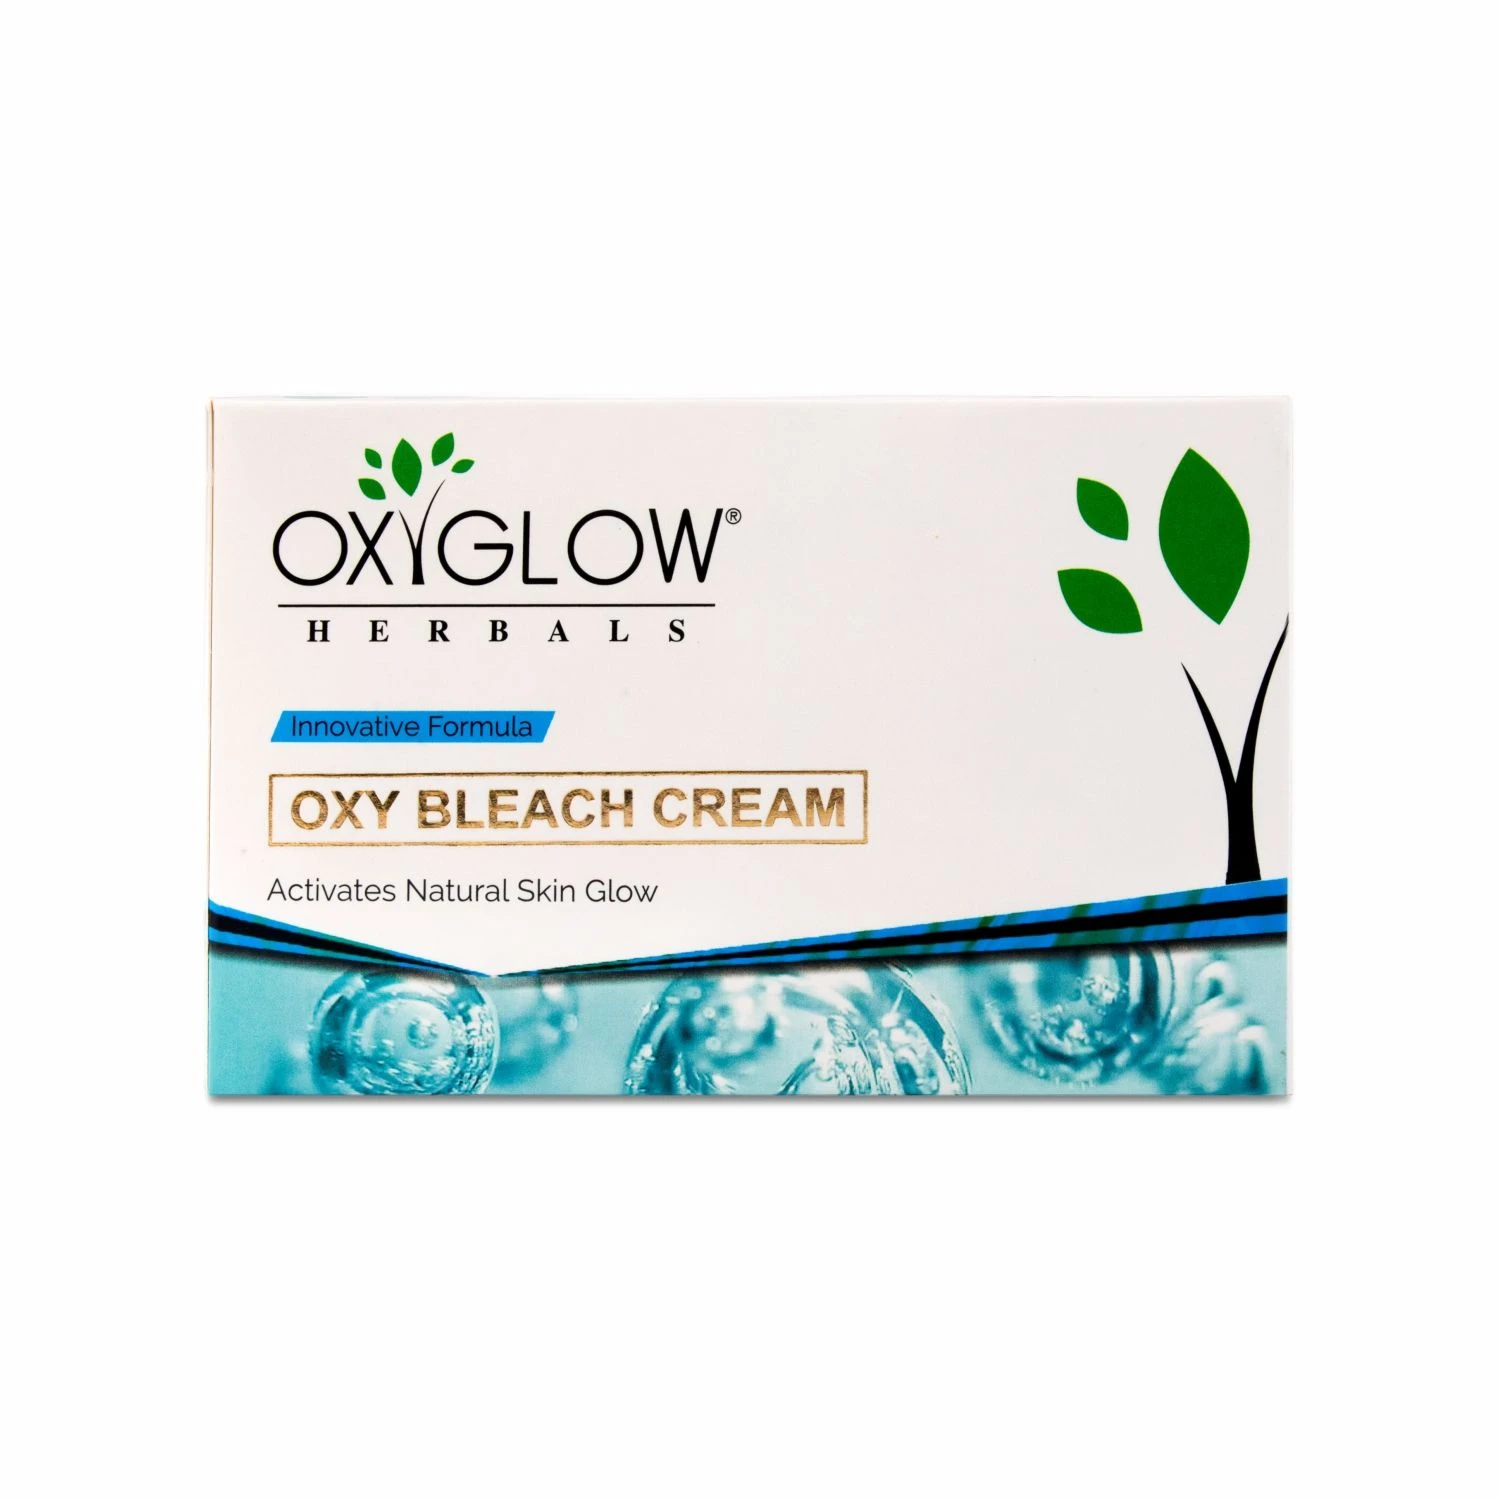 OXYGLOW®
HERBALS
Innovative Formula
OXY BLEACH CREAM
Activates Natural Skin Glow